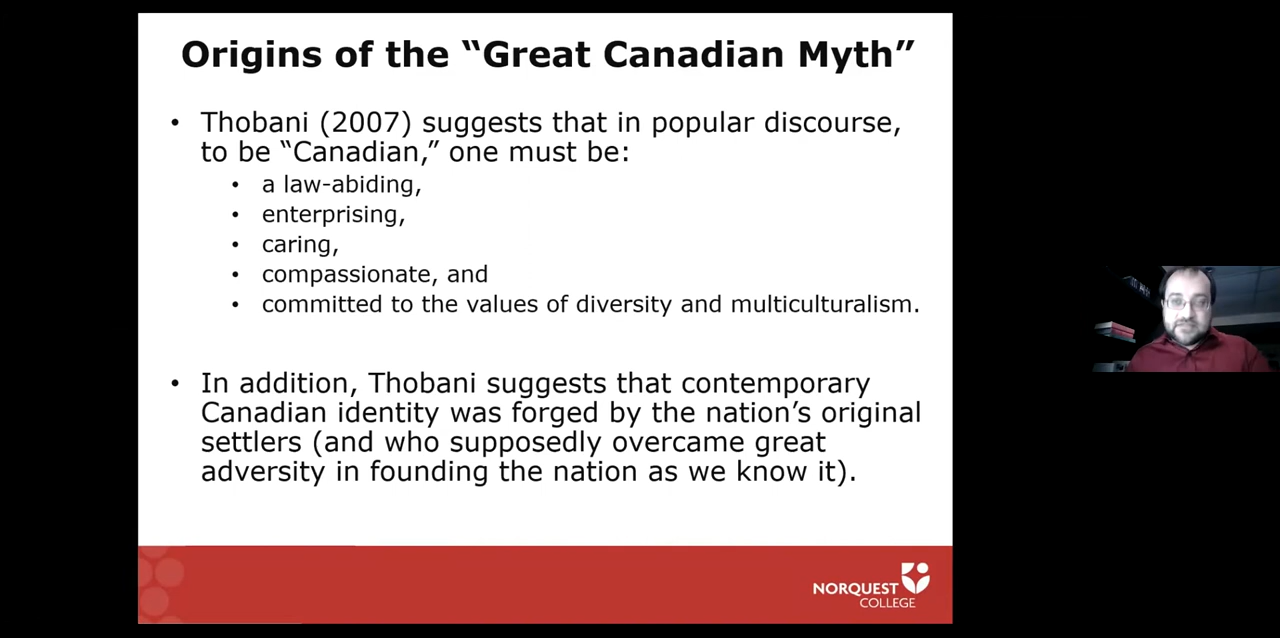 Origins of the “Great Canadian Myth”
• Thobani (2007) suggests that in popular discourse,
to be “Canadian,” one must be:
• a law-abiding,
• enterprising,
• caring,
• compassionate, and
• committed to the values of diversity and multiculturalism.
• In addition, Thobani suggests that contemporary
Canadian identity was forged by the nation’s original
settlers (and who supposedly overcame great
adversity in founding the nation as we know it).
NORQUEST
COLLEGE